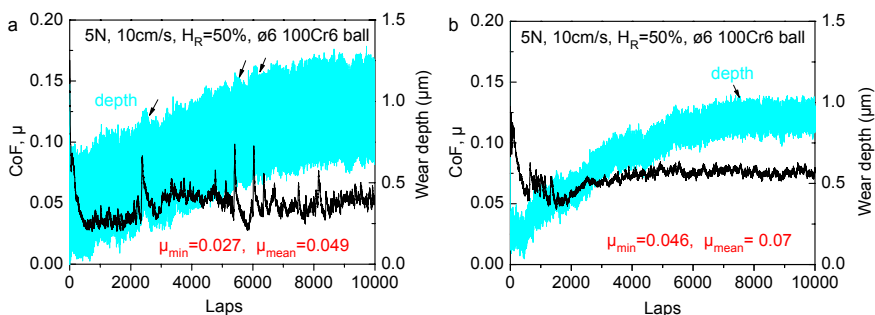 a
5N, 10cm/s, H_R=50%, ø6 100Cr6 ball
depth
μ_min=0.027, μ_mean=0.049
CoF, μ
0.20
0.15
0.10
0.05
0.00
Wear depth (μm)
1.5
1.0
0.5
0.0
0 2000 4000 6000 8000 10000
Laps
b
5N, 10cm/s, H_R=50%, ø6 100Cr6 ball
depth
μ_min=0.046, μ_mean= 0.07
CoF, μ
0.20
0.15
0.10
0.05
0.00
Wear depth (μm)
1.5
1.0
0.5
0.0
0 2000 4000 6000 8000 10000
Laps